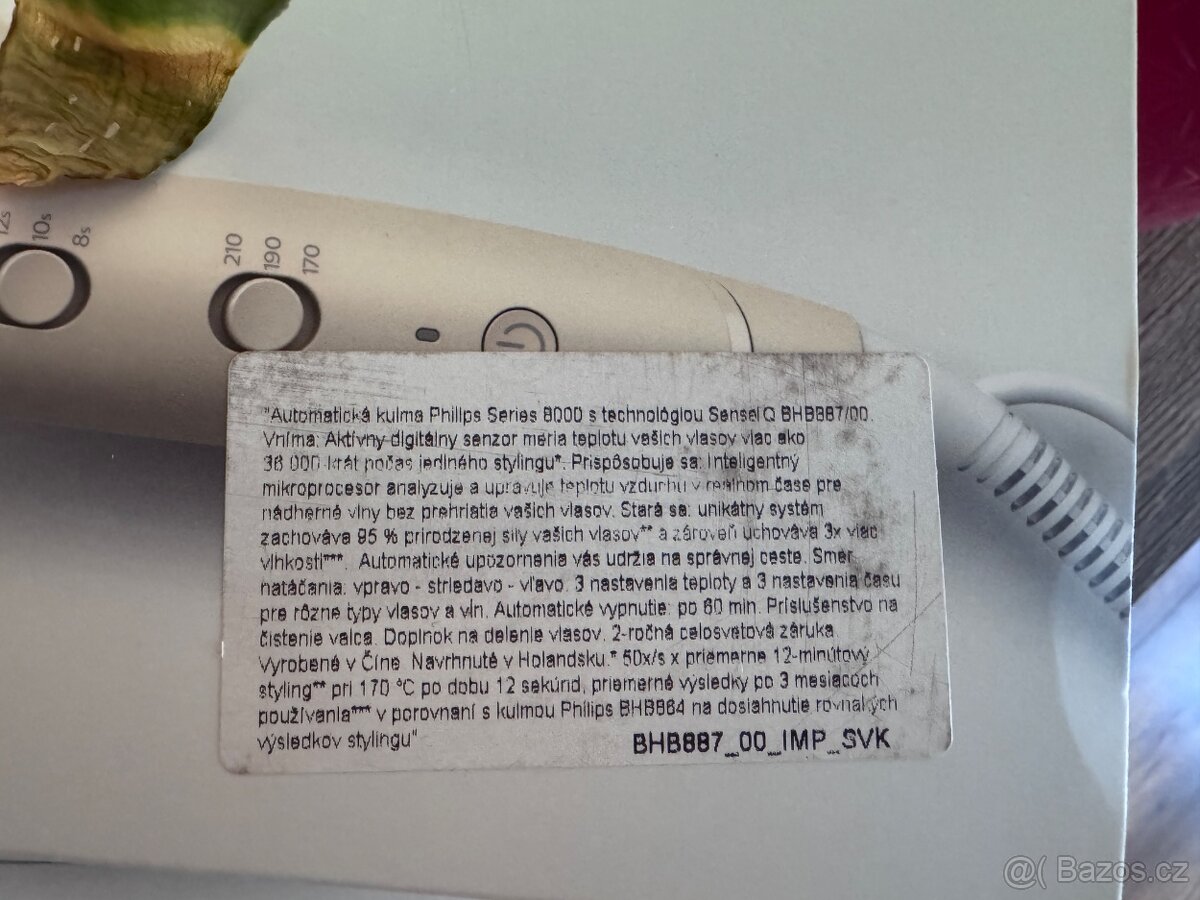 12s
10s
8s
210
190
170
"Automatická kulma Philips Series 8000 s technológiou SenseIQ BHB887/00.
Vníma: Aktívny digitálny senzor meria teplotu vašich vlasov viac ako
36 000-krát počas jediného stylingu*. Prispôsobuje sa: Inteligentný
mikroprocesor analyzuje a upravuje teplotu vzduchu v reálnom čase pre
nádherné vlny bez prehriatia vašich vlasov. Stará sa: unikátny systém
zachováva 95 % prirodzenej sily vašich vlasov** a zároveň uchováva 3x viac
vlhkosti***. Automatické upozornenia vás udržia na správnej ceste. Smer
natáčania: vpravo - striedavo - vľavo. 3 nastavenia teploty a 3 nastavenia času
pre rôzne typy vlasov a vĺn. Automatické vypnutie: po 60 min. Príslušenstvo na
čistenie valca. Doplnok na delenie vlasov. 2-ročná celosvetová záruka.
Vyrobené v Číne. Navrhnuté v Holandsku.* 50x/s x priemerne 12-minútový
styling** pri 170 °C po dobu 12 sekúnd, priemerné výsledky po 3 mesiacoch
používania*** v porovnaní s kulmou Philips BHB864 na dosiahnutie rovnakých
výsledkov stylingu"
BHB887_00_IMP_SVK
@( Bazos.cz